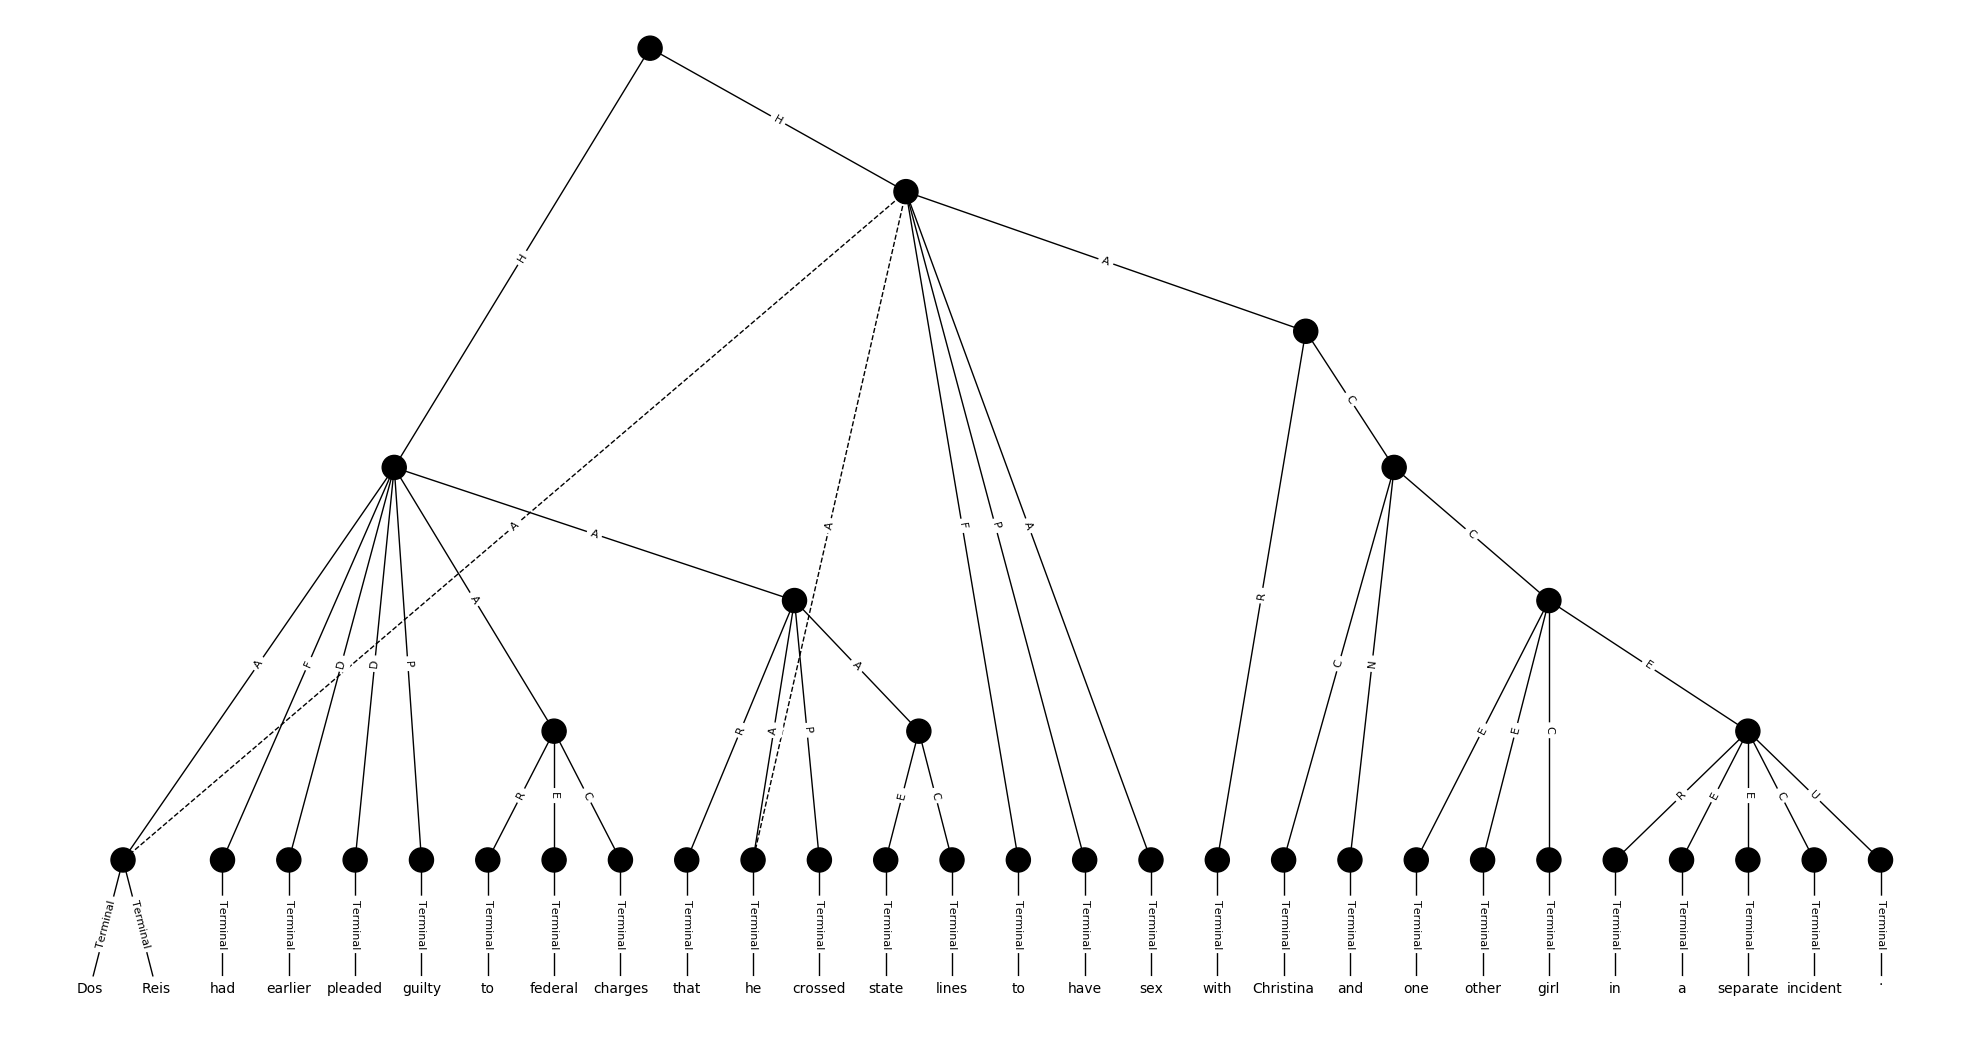 H
H
H
A
A
C
A
A
A
F
P
A
C
A
R
A
F
D
D
P
C
N
E
E
E
C
R
A
P
A
R
E
C
E
C
R
E
E
C
U
Terminal Terminal Terminal Terminal Terminal Terminal Terminal Terminal Terminal Terminal Terminal Terminal Terminal Terminal Terminal Terminal Terminal Terminal Terminal Terminal Terminal Terminal Terminal Terminal Terminal Terminal Terminal Terminal
Dos Reis had earlier pleaded guilty to federal charges that he crossed state lines to have sex with Christina and one other girl in a separate incident .